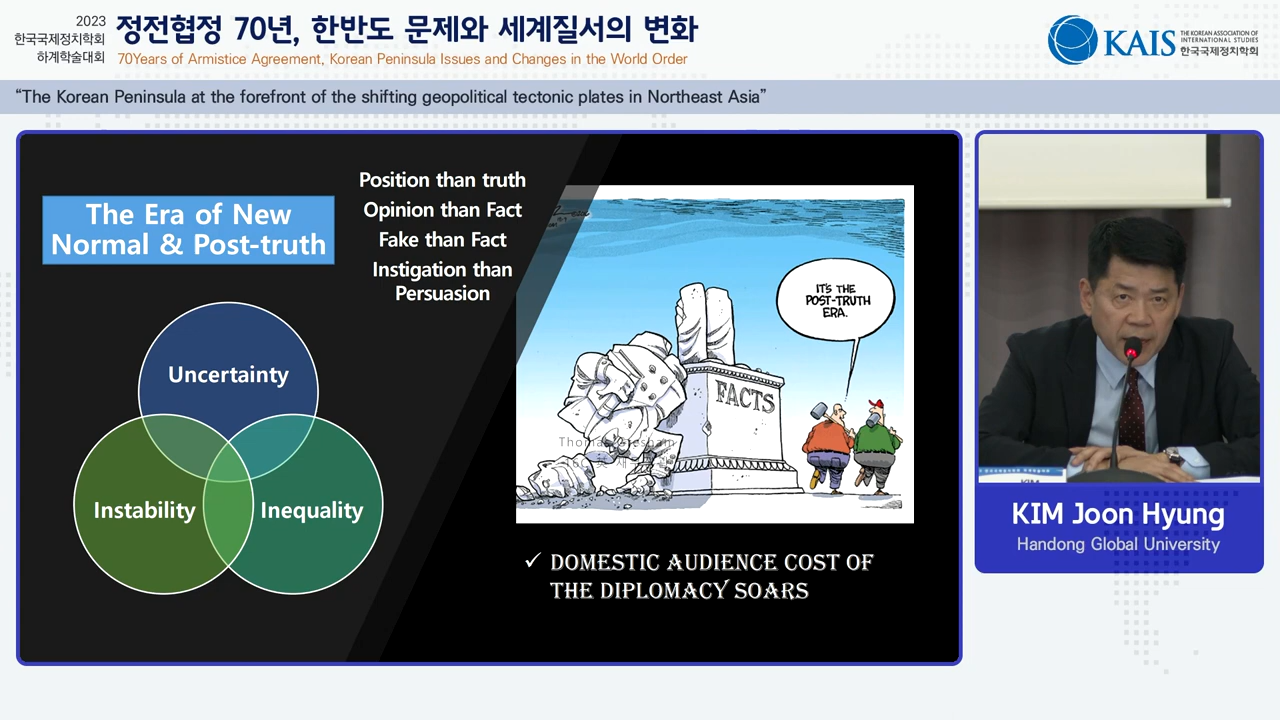 2023
한국국제정치학회
하계학술대회
정전협정 70년, 한반도 문제와 세계질서의 변화
70Years of Armistice Agreement, Korean Peninsula Issues and Changes in the World Order
KAIS
THE KOREAN ASSOCIATION OF
INTERNATIONAL STUDIES
한국국제정치학회
“The Korean Peninsula at the forefront of the shifting geopolitical tectonic plates in Northeast Asia”
The Era of New
Normal & Post-truth
Position than truth
Opinion than Fact
Fake than Fact
Instigation than
Persuasion
Uncertainty
Instability
Inequality
IT'S THE
POST-TRUTH
ERA.
FACTS
✓ DOMESTIC AUDIENCE COST OF
THE DIPLOMACY SOARS
KIM
KIM Joon Hyung
Handong Global University